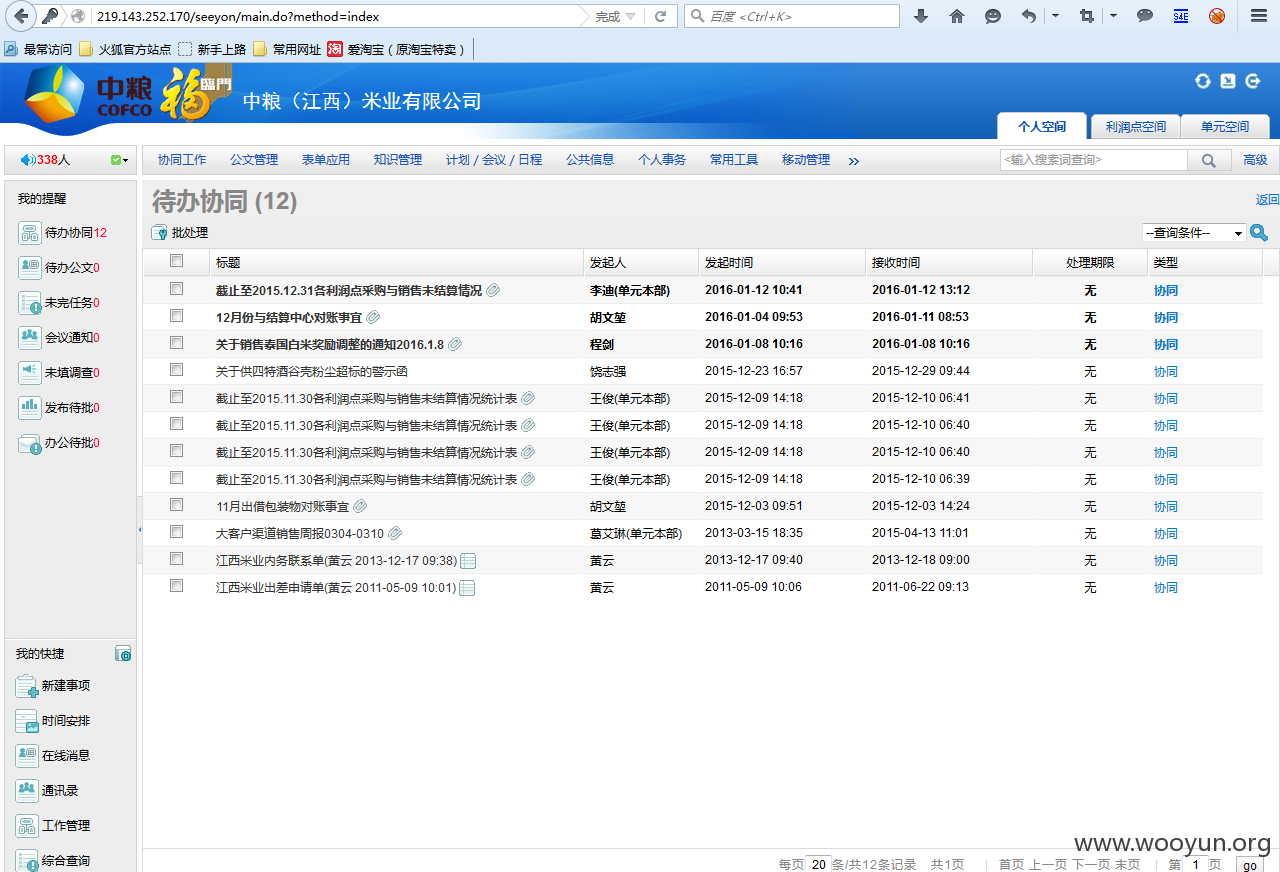 219.143.252.170/seeyon/main.do?method=index 完成 百度 <Ctrl+K> S4E
最常访问 火狐官方站点 新手上路 常用网址 淘 爱淘宝（原淘宝特卖）
中粮 COFCO 福 臨門 中粮（江西）米业有限公司
个人空间 利润点空间 单元空间
338人 协同工作 公文管理 表单应用 知识管理 计划 / 会议 / 日程 公共信息 个人事务 常用工具 移动管理 » <输入搜索词查询> 高级
我的提醒
待办协同12
待办公文0
未完任务0
会议通知0
未填调查0
发布待批0
办公待批0
我的快捷
新建事项
时间安排
在线消息
通讯录
工作管理
综合查询
待办协同 (12) 返回
批处理 --查询条件--
标题 发起人 发起时间 接收时间 处理期限 类型
截止至2015.12.31各利润点采购与销售未结算情况 李迪(单元本部) 2016-01-12 10:41 2016-01-12 13:12 无 协同
12月份与结算中心对账事宜 胡文堃 2016-01-04 09:53 2016-01-11 08:53 无 协同
关于销售泰国白米奖励调整的通知2016.1.8 程剑 2016-01-08 10:16 2016-01-08 10:16 无 协同
关于供四特酒谷壳粉尘超标的警示函 饶志强 2015-12-23 16:57 2015-12-29 09:44 无 协同
截止至2015.11.30各利润点采购与销售未结算情况统计表 王俊(单元本部) 2015-12-09 14:18 2015-12-10 06:41 无 协同
截止至2015.11.30各利润点采购与销售未结算情况统计表 王俊(单元本部) 2015-12-09 14:18 2015-12-10 06:40 无 协同
截止至2015.11.30各利润点采购与销售未结算情况统计表 王俊(单元本部) 2015-12-09 14:18 2015-12-10 06:40 无 协同
截止至2015.11.30各利润点采购与销售未结算情况统计表 王俊(单元本部) 2015-12-09 14:18 2015-12-10 06:39 无 协同
11月出借包装物对账事宜 胡文堃 2015-12-03 09:51 2015-12-03 14:24 无 协同
大客户渠道销售周报0304-0310 葛艾琳(单元本部) 2013-03-15 18:35 2015-04-13 11:01 无 协同
江西米业内务联系单(黄云 2013-12-17 09:38) 黄云 2013-12-17 09:40 2013-12-18 09:00 无 协同
江西米业出差申请单(黄云 2011-05-09 10:01) 黄云 2011-05-09 10:06 2011-06-22 09:13 无 协同
www.wooyun.org
每页 20 条/共12条记录 共1页 | 首页 上一页 下一页 末页 | 第 1 页 go